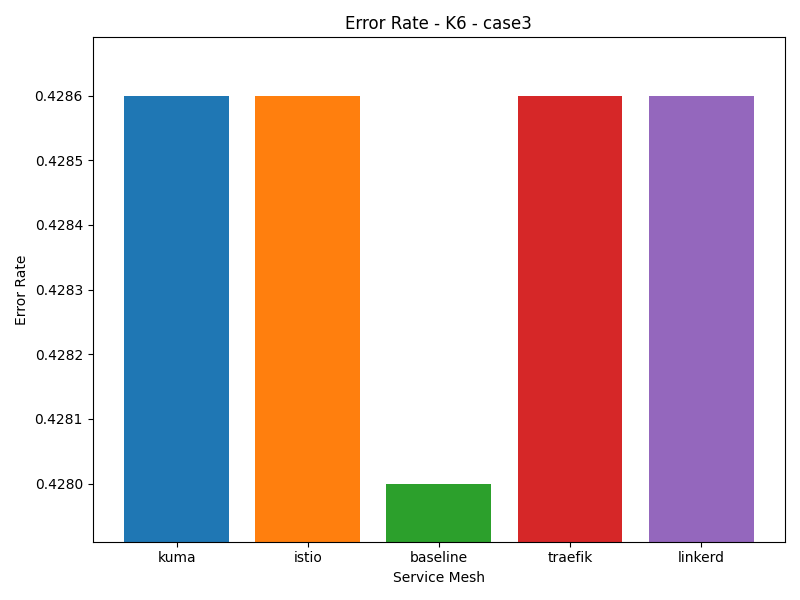 Error Rate - K6 - case3
0.4286
0.4285
0.4284
0.4283
0.4282
0.4281
0.4280
Error Rate
kuma istio baseline traefik linkerd
Service Mesh